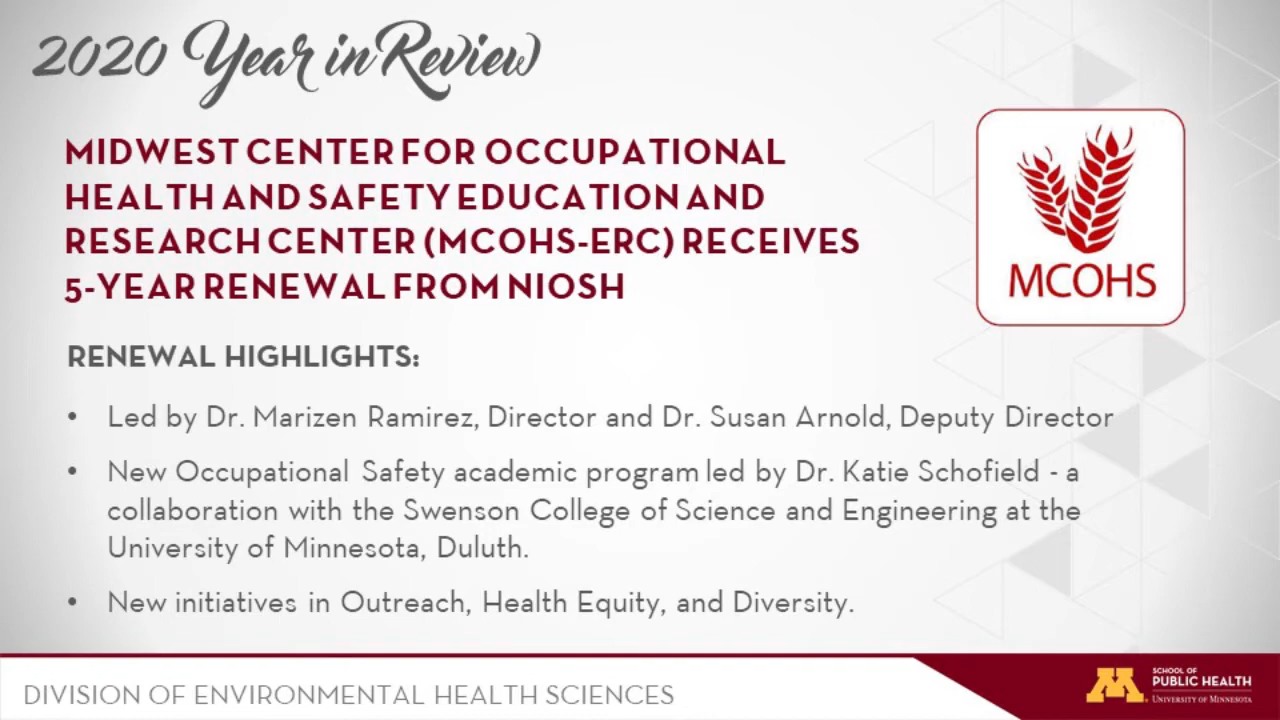 2020 Year in Review
MIDWEST CENTER FOR OCCUPATIONAL
HEALTH AND SAFETY EDUCATION AND
RESEARCH CENTER (MCOHS-ERC) RECEIVES
5-YEAR RENEWAL FROM NIOSH
MCOHS
RENEWAL HIGHLIGHTS:
• Led by Dr. Marizen Ramirez, Director and Dr. Susan Arnold, Deputy Director
• New Occupational Safety academic program led by Dr. Katie Schofield - a
collaboration with the Swenson College of Science and Engineering at the
University of Minnesota, Duluth.
• New initiatives in Outreach, Health Equity, and Diversity.
DIVISION OF ENVIRONMENTAL HEALTH SCIENCES
M
SCHOOL OF
PUBLIC HEALTH
UNIVERSITY OF MINNESOTA